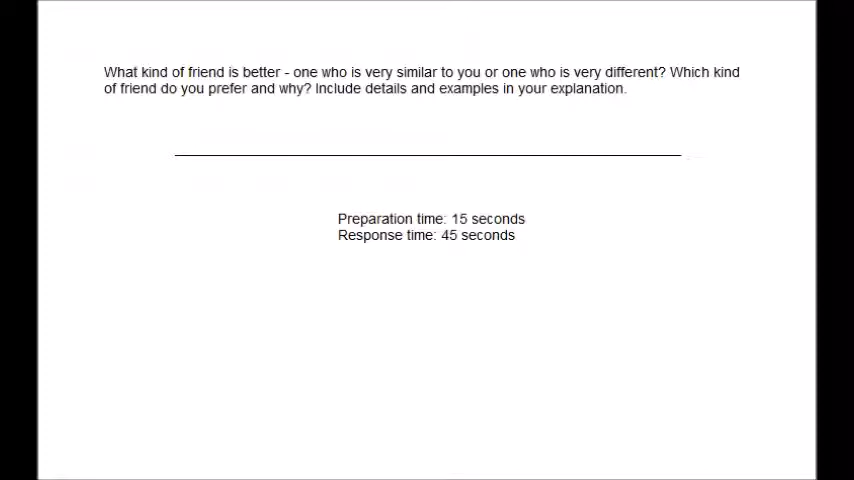 What kind of friend is better - one who is very similar to you or one who is very different? Which kind
of friend do you prefer and why? Include details and examples in your explanation.
Preparation time: 15 seconds
Response time: 45 seconds